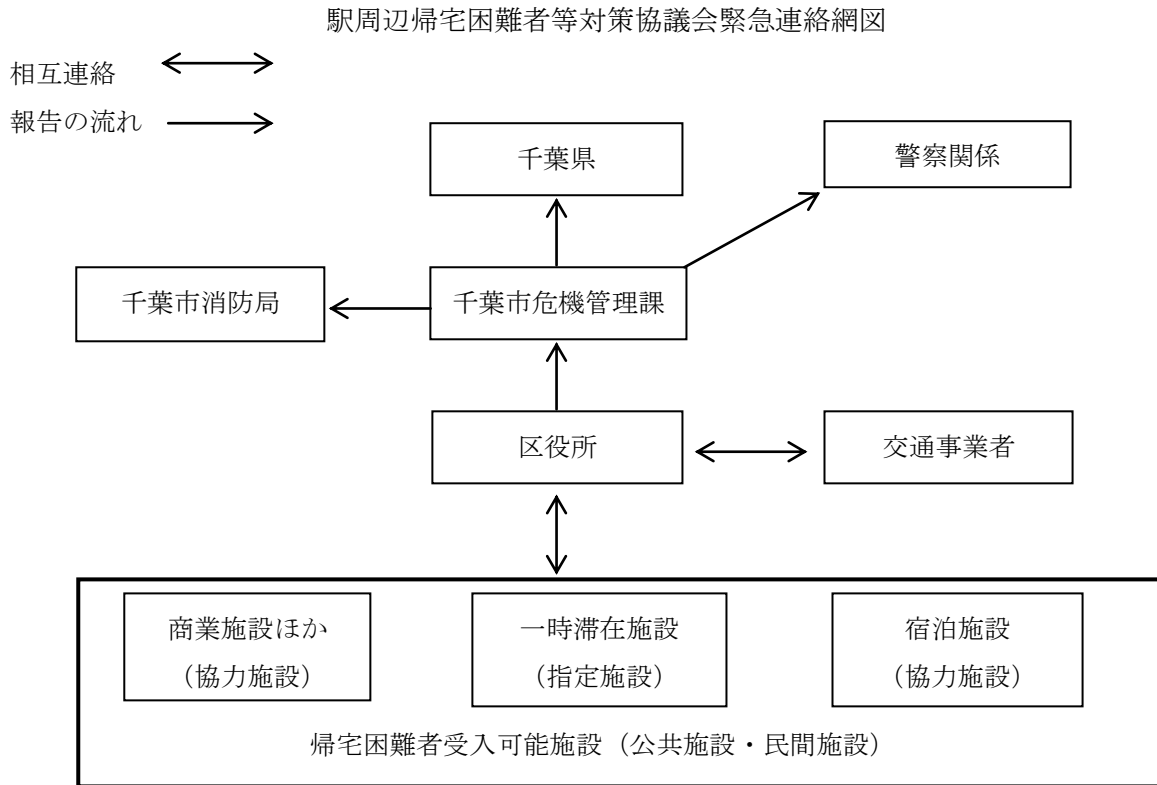 駅周辺帰宅困難者等対策協議会緊急連絡網図
相互連絡
報告の流れ
千葉県
警察関係
千葉市消防局
千葉市危機管理課
区役所
交通事業者
商業施設ほか
（協力施設）
一時滞在施設
（指定施設）
宿泊施設
（協力施設）
帰宅困難者受入可能施設（公共施設・民間施設）